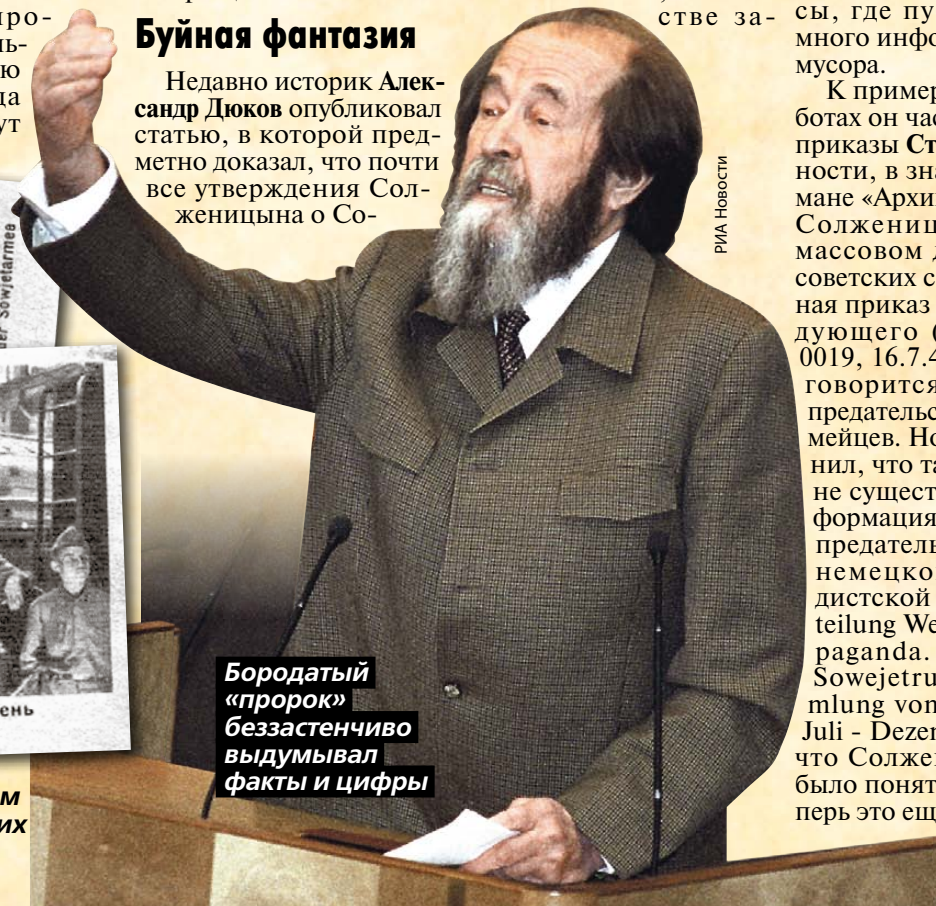 про-
ль-
ю
да
ут
Буйная фантазия
Недавно историк Алек-
сандр Дюков опубликовал
статью, в которой пред-
метно доказал, что почти
все утверждения Сол-
женицына о Со-
стве за-
РИА Новости
der Sowjetarmee
ень
м
их
Бородатый
«пророк»
беззастенчиво
выдумывал
факты и цифры
сы, где пу
много инфо
мусора.
К пример
ботах он час
приказы Ст
ности, в зна
мане «Архи
Солжениц
массовом д
советских с
ная приказ
дующего (
0019, 16.7.4
говорится
предательс
мейцев. Но
нил, что та
не сущест
формация
предатель
немецко
дистской
teilung We
paganda.
Sowejetru
mlung von
Juli - Dezer
что Солже
было понят
перь это ещ